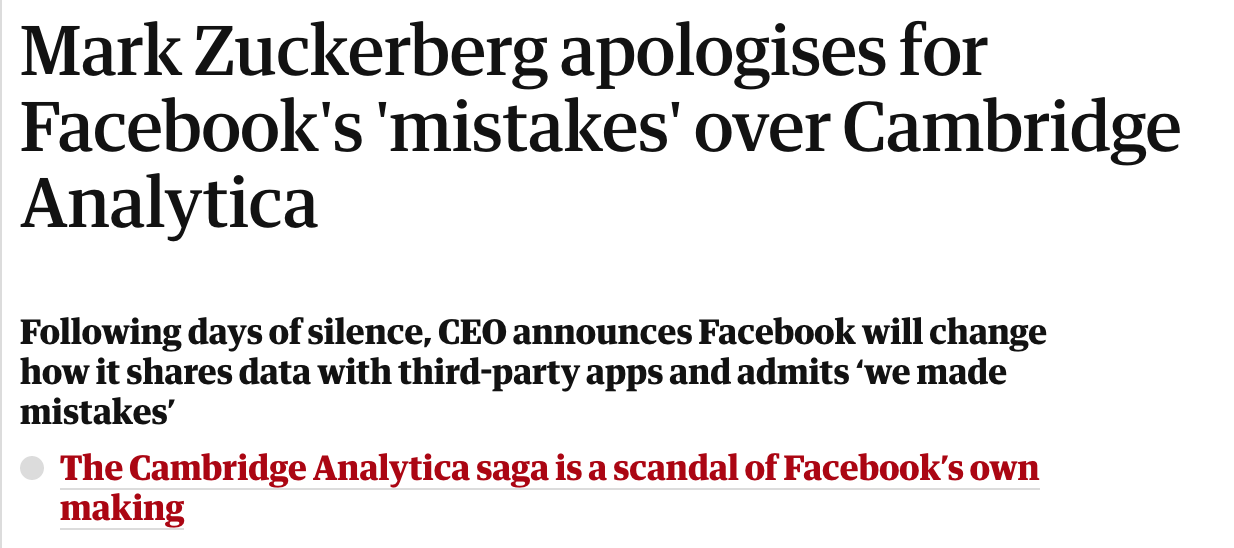 Mark Zuckerberg apologises for
Facebook's 'mistakes' over Cambridge
Analytica
Following days of silence, CEO announces Facebook will change
how it shares data with third-party apps and admits ‘we made
mistakes’
The Cambridge Analytica saga is a scandal of Facebook’s own
making